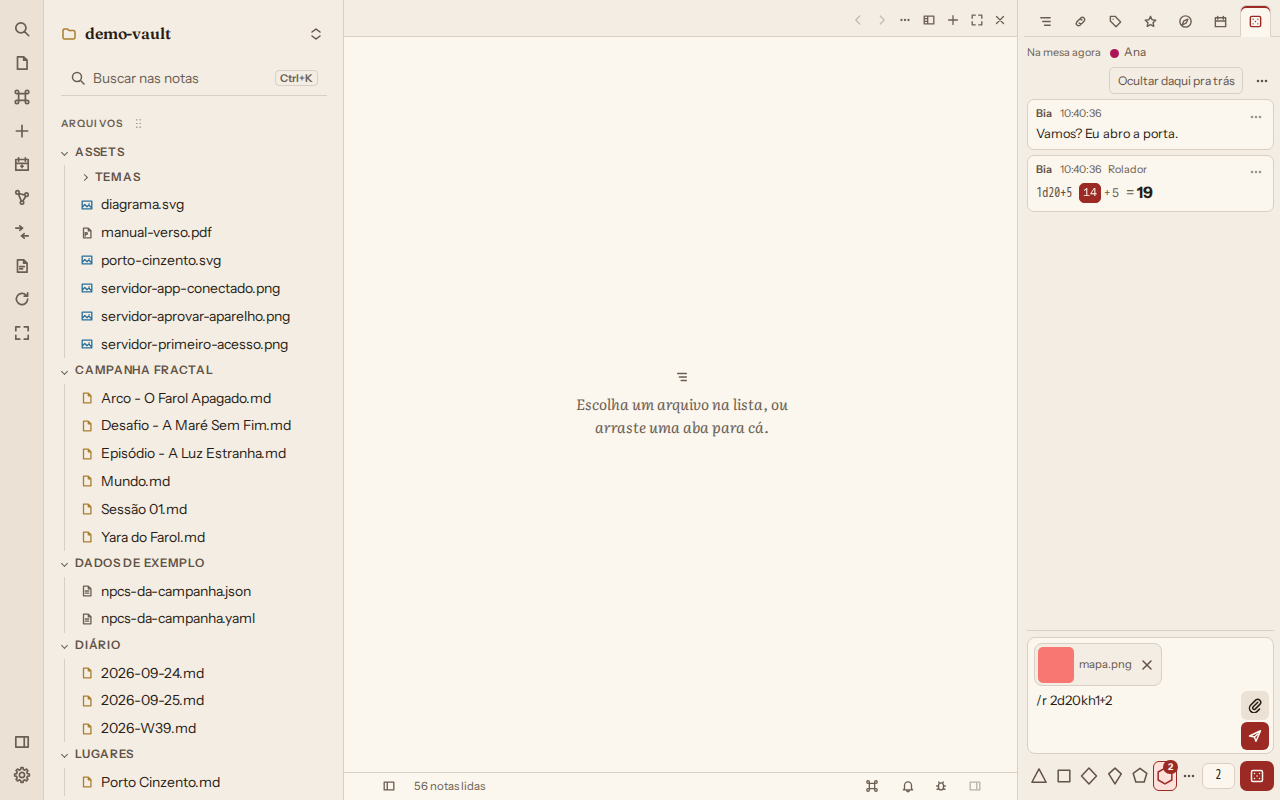 demo-vault
Buscar nas notas
Ctrl+K
ARQUIVOS
ASSETS
TEMAS
diagrama.svg
manual-verso.pdf
porto-cinzento.svg
servidor-app-conectado.png
servidor-aprovar-aparelho.png
servidor-primeiro-acesso.png
CAMPANHA FRACTAL
Arco - O Farol Apagado.md
Desafio - A Maré Sem Fim.md
Episódio - A Luz Estranha.md
Mundo.md
Sessão 01.md
Yara do Farol.md
DADOS DE EXEMPLO
npcs-da-campanha.json
npcs-da-campanha.yaml
DIÁRIO
2026-09-24.md
2026-09-25.md
2026-W39.md
LUGARES
Porto Cinzento.md
Escolha um arquivo na lista, ou
arraste uma aba para cá.
56 notas lidas
Na mesa agora Ana
Ocultar daqui pra trás
Bia 10:40:36
Vamos? Eu abro a porta.
Bia 10:40:36 Rolador
1d20+5 14 +5 =19
mapa.png
/r 2d20kh1+2
2
2